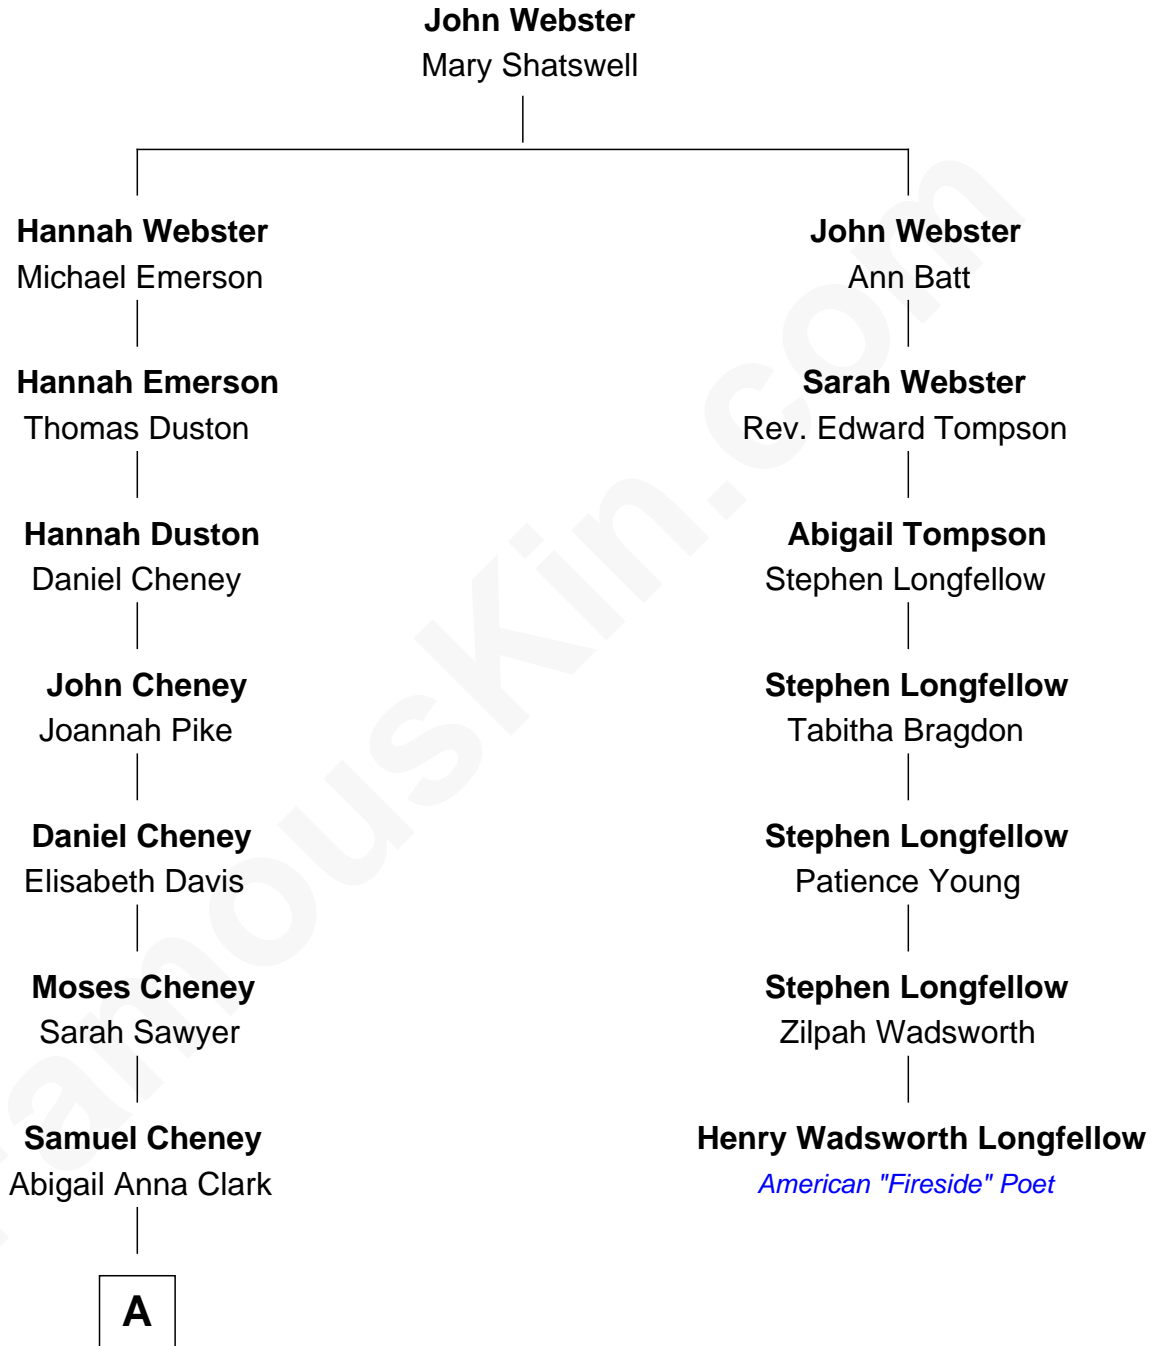 John Webster
Mary Shatswell
Hannah Webster
Michael Emerson
John Webster
Ann Batt
Hannah Emerson
Thomas Duston
Sarah Webster
Rev. Edward Tompson
Hannah Duston
Daniel Cheney
Abigail Tompson
Stephen Longfellow
John Cheney
Joannah Pike
Stephen Longfellow
Tabitha Bragdon
Daniel Cheney
Elisabeth Davis
Stephen Longfellow
Patience Young
Moses Cheney
Sarah Sawyer
Stephen Longfellow
Zilpah Wadsworth
Samuel Cheney
Abigail Anna Clark
Henry Wadsworth Longfellow
American "Fireside" Poet
A
FamousKin.com